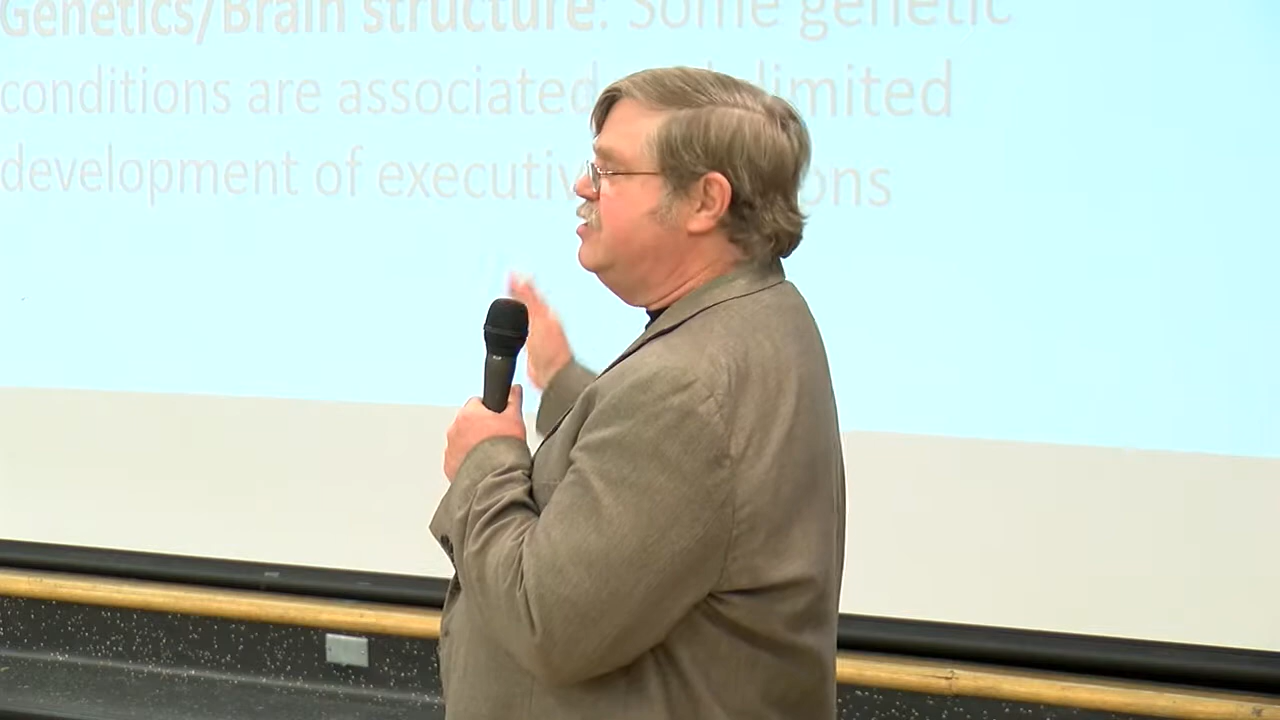 Genetics/Brain structure: Some genetic
conditions are associated limited
development of executiv ons